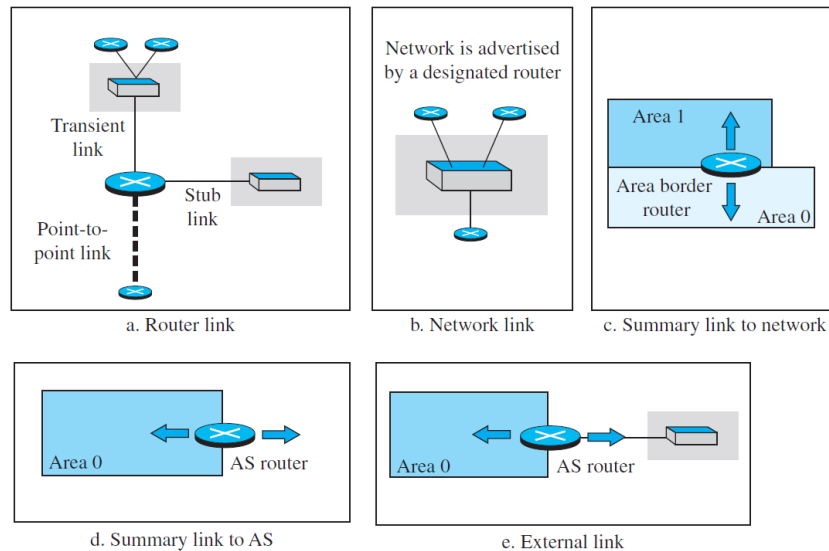 Transient
link
Stub
link
Point-to-
point link
a. Router link
Network is advertised
by a designated router
b. Network link
Area 1
Area border
router
Area 0
c. Summary link to network
Area 0
AS router
d. Summary link to AS
Area 0
AS router
e. External link